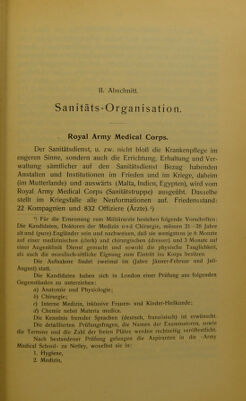 II. Abschnitt.
Sanitäts-Organisation.
Royal Army Medical Corps.
Der Sanitätsdienst, u. zw. nicht bloß die Krankenpflege im
engeren Sinne, sondern auch die Errichtung, Erhaltung und Ver-
waltung sämtlicher auf den Sanitätsdienst Bezug habenden
Anstalten und Institutionen im Frieden und im Kriege, daheim
(im Mutterlande) und auswärts (Malta, Indien, Egypten), wird vom
Royal Army Medical Corps (Sanitätstruppe) ausgeübt. Dasselbe
stellt im Kriegsfalle alle Neuformationen auf. Friedensstand:
22 Kompagnien und 832 Offiziere (Ärzte).¹)
¹) Für die Ernennung zum Militärarzte bestehen folgende Vorschriften:
Die Kandidaten, Doktoren der Medizin und Chirurgie, müssen 21—28 Jahre
alt und (pure) Engländer sein und nachweisen, daß sie wenigstens je 6 Monate
auf einer medizinischen (clerk) und chirurgischen (dresser) und 3 Monate auf
einer Augenklinik Dienst gemacht und sowohl die physische Tauglichkeit,
als auch die moralisch-sittliche Eignung zum Eintritt ins Korps besitzen.
Die Aufnahme findet zweimal im Jahre (Jänner-Februar und Juli-
August) statt.
Die Kandidaten haben sich in London einer Prüfung aus folgenden
Gegenständen zu unterziehen:
a) Anatomie und Physiologie;
b) Chirurgie;
c) Interne Medizin, inklusive Frauen- und Kinder-Heilkunde;
d) Chemie nebst Materia medica.
Die Kenntnis fremder Sprachen (deutsch, französisch) ist erwünscht.
Die detaillierten Prüfungsfragen, die Namen der Examinatoren, sowie
die Termine und die Zahl der freien Plätze werden rechtzeitig veröffentlicht.
Nach bestandener Prüfung gelangen die Aspiranten in die ›Army
Medical School‹ zu Netley, woselbst sie in:
1. Hygiene,
2. Medizin,